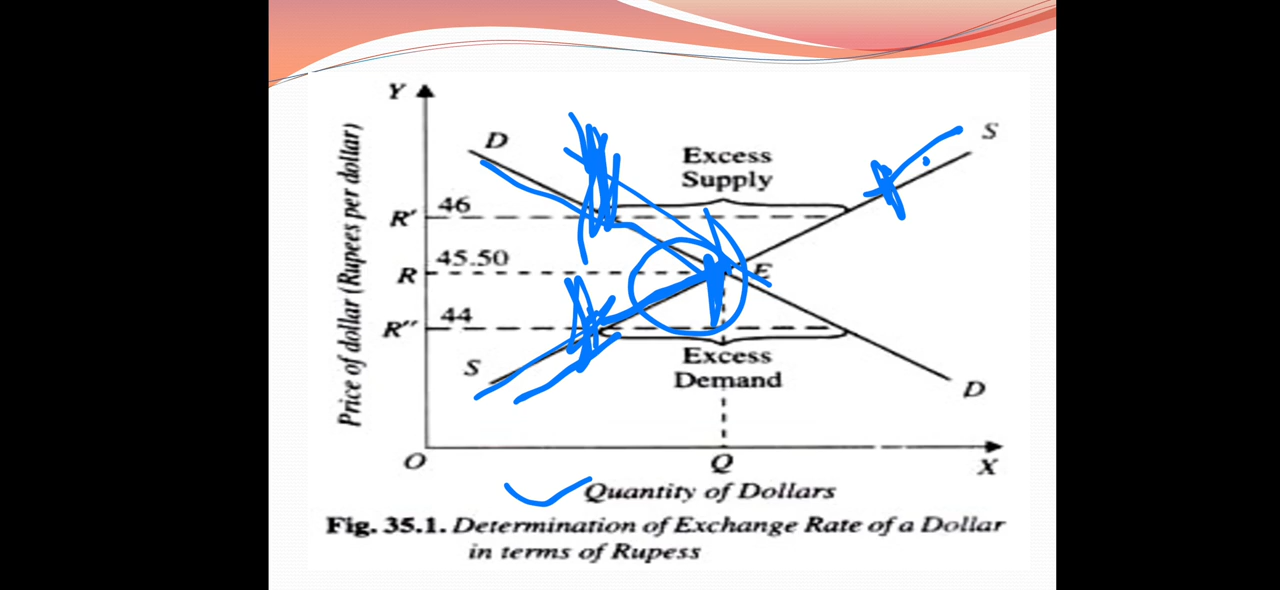 Y
D
S
Excess
Supply
R' 46
R 45.50
E
R'' 44
Excess
Demand
S
D
O
Q
X
Price of dollar (Rupees per dollar)
Quantity of Dollars
Fig. 35.1. Determination of Exchange Rate of a Dollar
in terms of Rupess